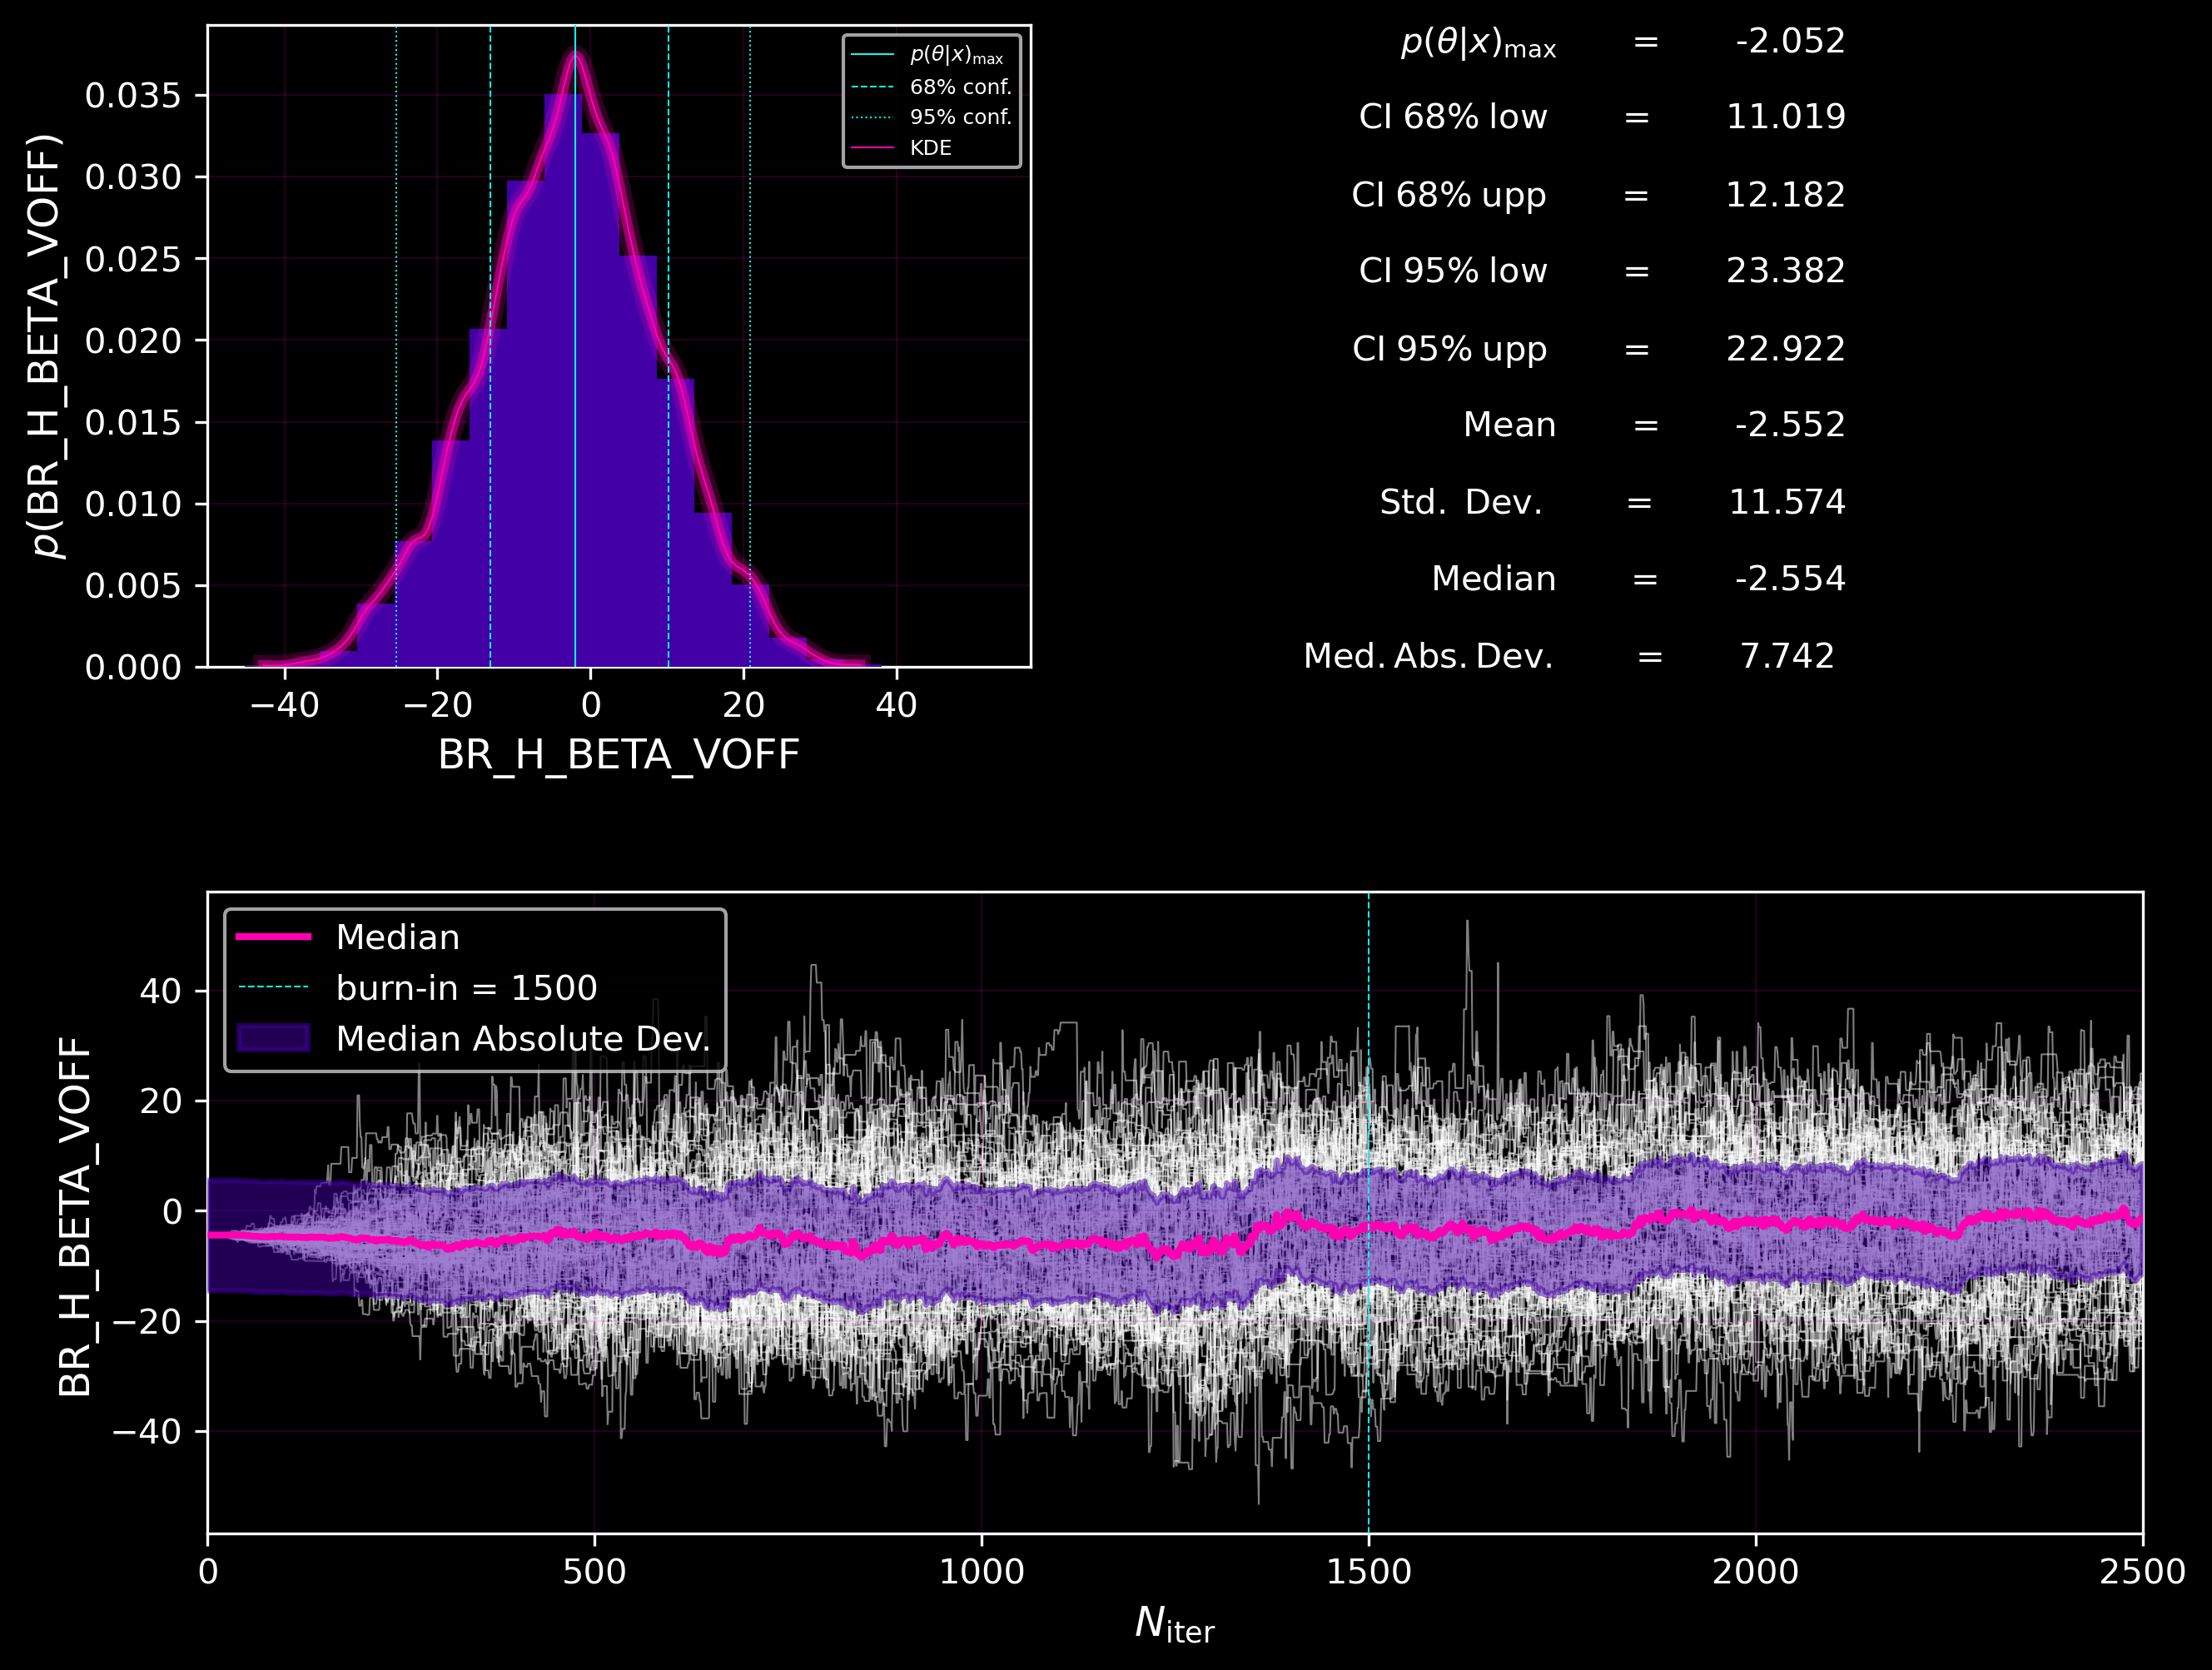 p(BR_H_BETA_VOFF)
0.035
0.030
0.025
0.020
0.015
0.010
0.005
0.000
−40 −20 0 20 40
BR_H_BETA_VOFF
p(θ|x)max
68% conf.
95% conf.
KDE
p(θ|x)max = -2.052
CI 68% low = 11.019
CI 68% upp = 12.182
CI 95% low = 23.382
CI 95% upp = 22.922
Mean = -2.552
Std. Dev. = 11.574
Median = -2.554
Med. Abs. Dev. = 7.742
BR_H_BETA_VOFF
40
20
0
−20
−40
Median
burn-in = 1500
Median Absolute Dev.
0 500 1000 1500 2000 2500
Niter